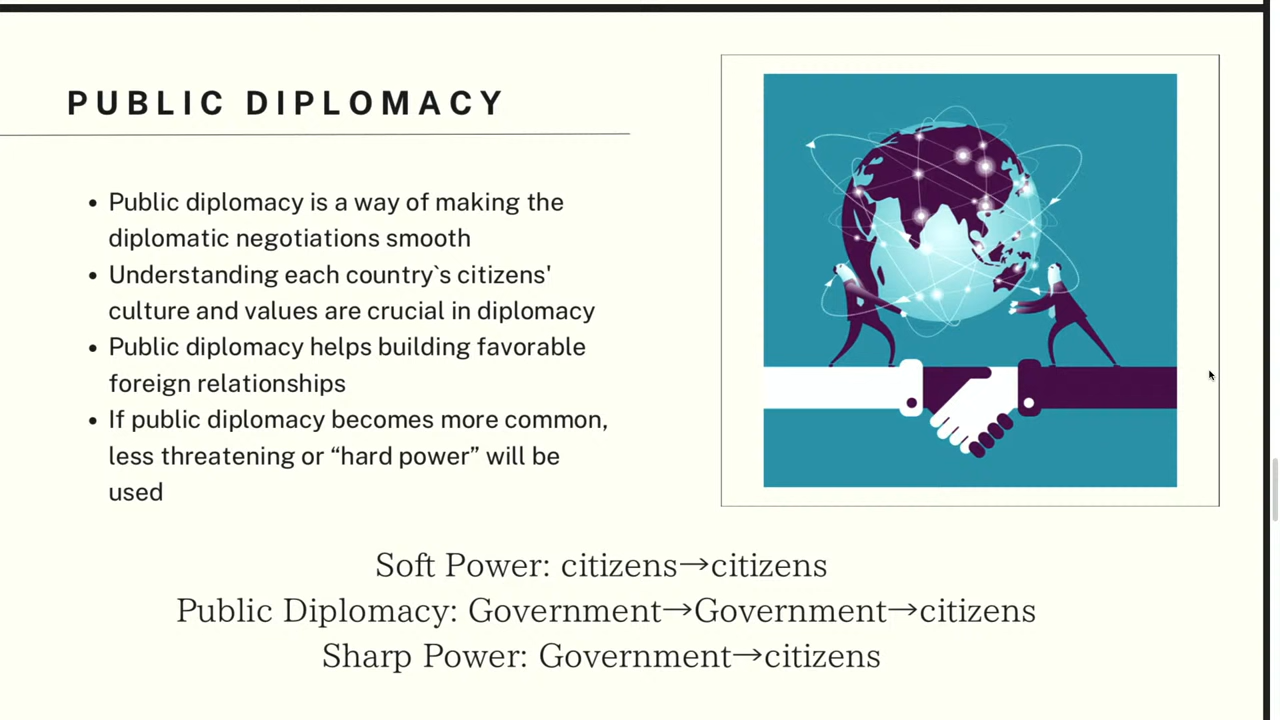 PUBLIC DIPLOMACY
• Public diplomacy is a way of making the
diplomatic negotiations smooth
• Understanding each country`s citizens'
culture and values are crucial in diplomacy
• Public diplomacy helps building favorable
foreign relationships
• If public diplomacy becomes more common,
less threatening or “hard power” will be
used
Soft Power: citizens→citizens
Public Diplomacy: Government→Government→citizens
Sharp Power: Government→citizens